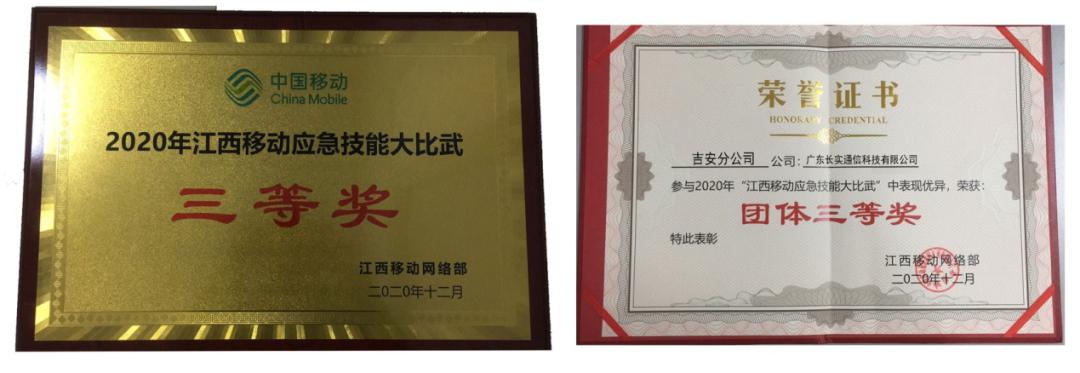 中国移动
China Mobile
2020年江西移动应急技能大比武
三等奖
江西移动网络部
二〇二〇年十二月
荣誉证书
HONORARY CREDENTIAL
吉安分公司 公司：广东长实通信科技有限公司
参与2020年“江西移动应急技能大比武”中表现优异，荣获：
团体三等奖
特此表彰
江西移动网络部
二〇二〇年十二月